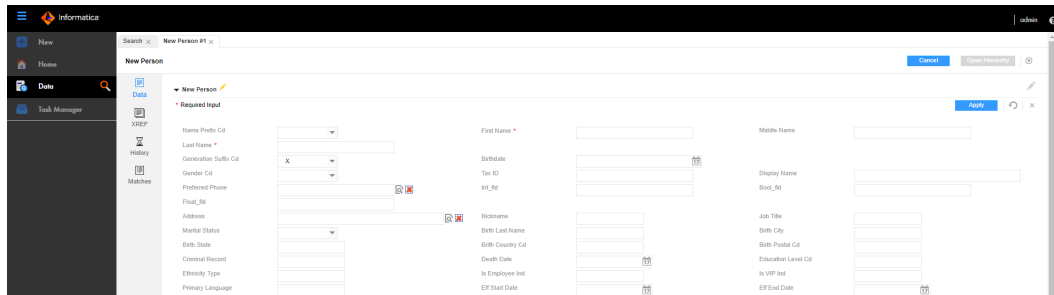 Informatica
admin
New
Home
Data
Task Manager
Search × New Person #1 ×
New Person
Cancel
Open Hierarchy
Data
XREF
History
Matches
New Person
* Required Input
Apply
Name Prefix Cd First Name * Middle Name
Last Name *
Generation Suffix Cd X Birthdate 17
Gender Cd Tax ID Display Name
Preferred Phone Int_fld Bool_fld
Float_fld
Address Nickname Job Title
Marital Status Birth Last Name Birth City
Birth State Birth Country Cd Birth Postal Cd
Criminal Record Death Date 17 Education Level Cd
Ethnicity Type Is Employee Ind Is VIP Ind
Primary Language Eff Start Date 17 Eff End Date 17